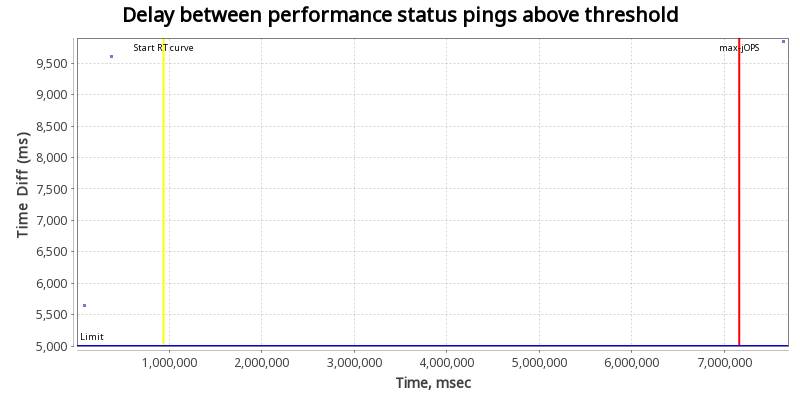 Delay between performance status pings above threshold
Start RT curve
max-jOPS
9,500
9,000
8,500
8,000
7,500
7,000
6,500
6,000
5,500
5,000
Time Diff (ms)
Limit
1,000,000
2,000,000
3,000,000
4,000,000
5,000,000
6,000,000
7,000,000
Time, msec